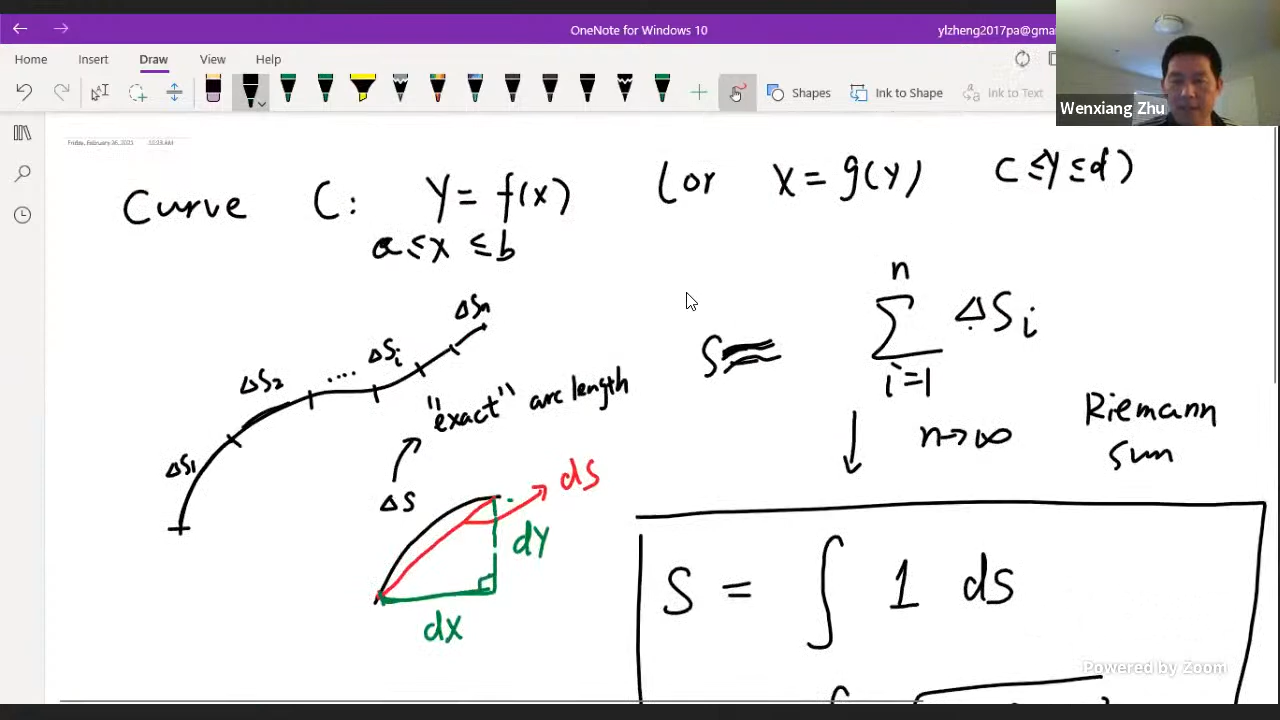 OneNote for Windows 10
ylzheng2017pa@gma
Home Insert Draw View Help
Shapes Ink to Shape Ink to Text
Wenxiang Zhu
Curve C: Y = f(x) (or x = g(Y) c ≤ Y ≤ d)
a ≤ x ≤ b
ΔSn
n
∑ ΔSi
i=1
S
ΔSi
....
ΔS2
ΔS1
"exact" arc length
n→∞
Riemann
sum
ΔS
dS
dY
dX
S = ∫ 1 dS
Powered by Zoom